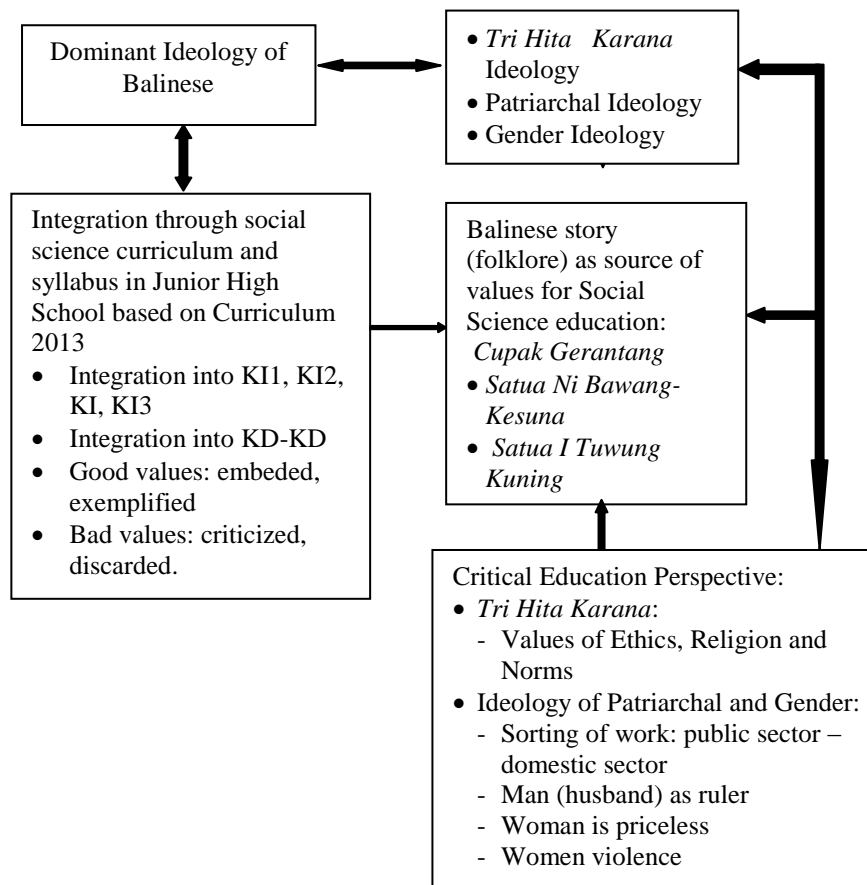 Dominant Ideology of
Balinese
• Tri Hita Karana
Ideology
• Patriarchal Ideology
• Gender Ideology
Integration through social
science curriculum and
syllabus in Junior High
School based on Curriculum
2013
• Integration into KI1, KI2,
KI, KI3
• Integration into KD-KD
• Good values: embeded,
exemplified
• Bad values: criticized,
discarded.
Balinese story
(folklore) as source of
values for Social
Science education:
Cupak Gerantang
• Satua Ni Bawang-
Kesuna
• Satua I Tuwung
Kuning
Critical Education Perspective:
• Tri Hita Karana:
- Values of Ethics, Religion and
Norms
• Ideology of Patriarchal and Gender:
- Sorting of work: public sector –
domestic sector
- Man (husband) as ruler
- Woman is priceless
- Women violence